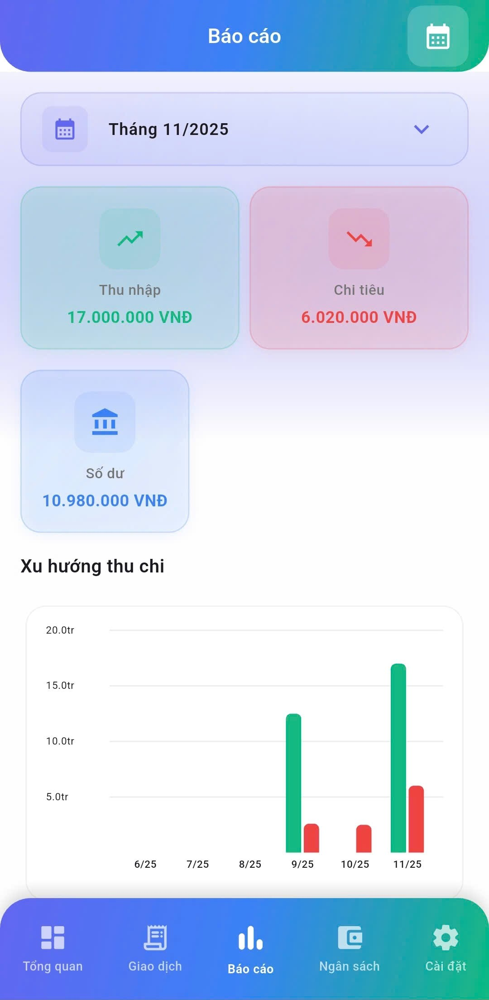 Báo cáo
Tháng 11/2025
Thu nhập
17.000.000 VNĐ
Chi tiêu
6.020.000 VNĐ
Số dư
10.980.000 VNĐ
Xu hướng thu chi
20.0tr
15.0tr
10.0tr
5.0tr
6/25 7/25 8/25 9/25 10/25 11/25
Tổng quan Giao dịch Báo cáo Ngân sách Cài đặt